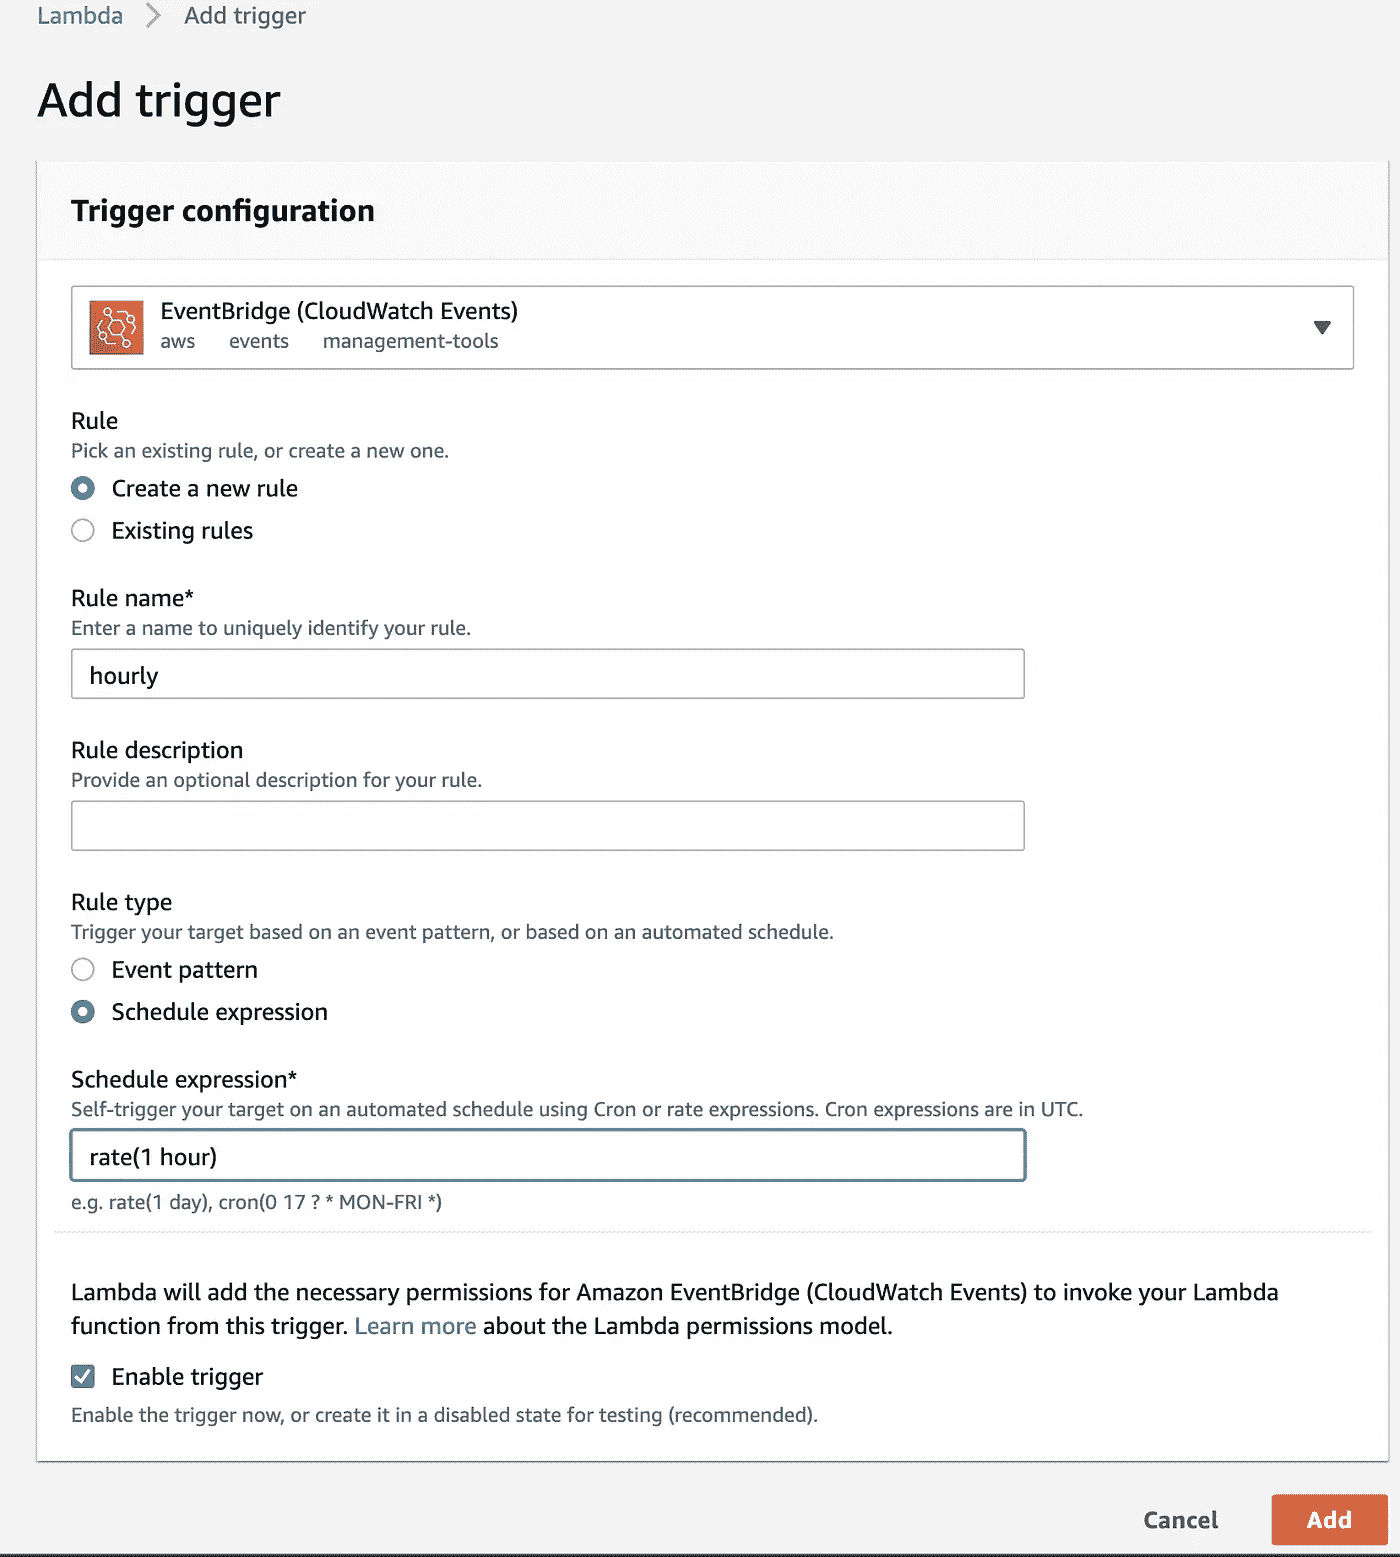 Lambda > Add trigger
Add trigger
Trigger configuration
EventBridge (CloudWatch Events)
aws events management-tools
Rule
Pick an existing rule, or create a new one.
Create a new rule
Existing rules
Rule name*
Enter a name to uniquely identify your rule.
hourly
Rule description
Provide an optional description for your rule.
Rule type
Trigger your target based on an event pattern, or based on an automated schedule.
Event pattern
Schedule expression
Schedule expression*
Self-trigger your target on an automated schedule using Cron or rate expressions. Cron expressions are in UTC.
rate(1 hour)
e.g. rate(1 day), cron(0 17 ? * MON-FRI *)
Lambda will add the necessary permissions for Amazon EventBridge (CloudWatch Events) to invoke your Lambda
function from this trigger. Learn more about the Lambda permissions model.
Enable trigger
Enable the trigger now, or create it in a disabled state for testing (recommended).
Cancel Add